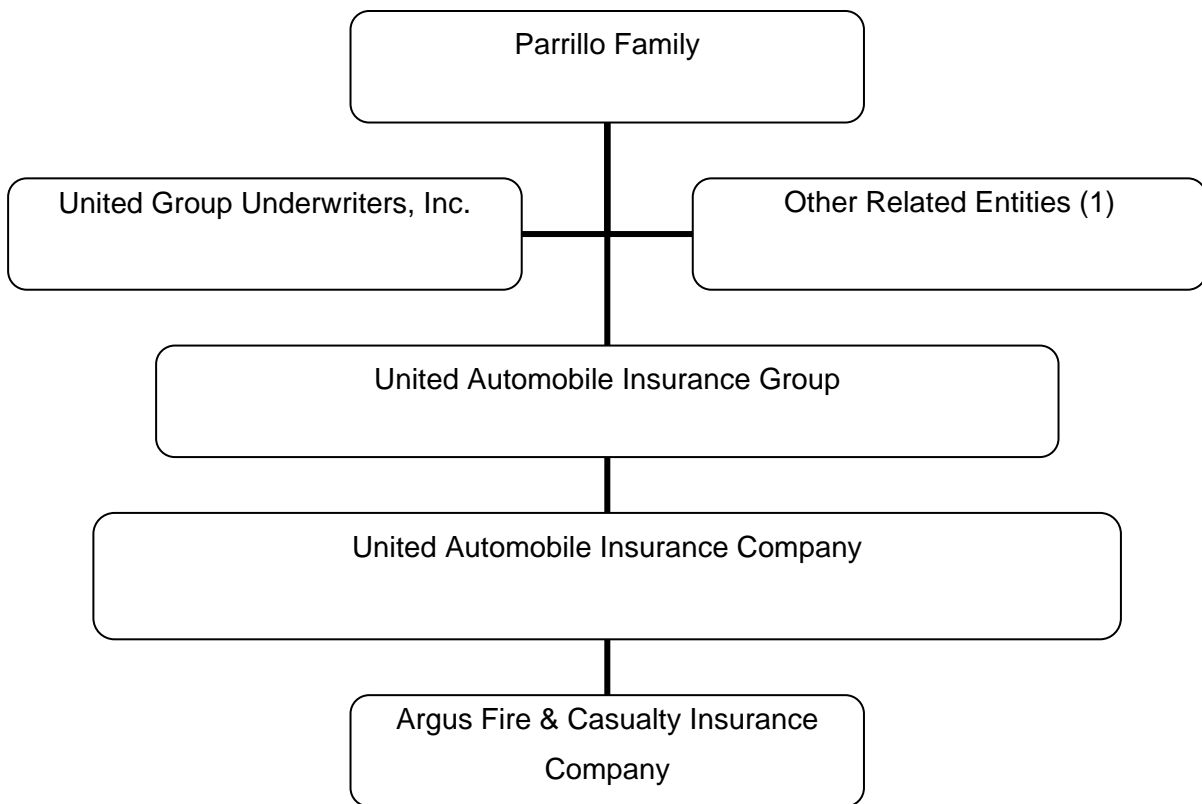 Parrillo Family
United Group Underwriters, Inc.
Other Related Entities (1)
United Automobile Insurance Group
United Automobile Insurance Company
Argus Fire & Casualty Insurance
Company